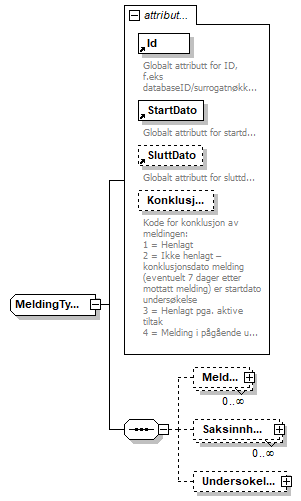 attribut...
Id
Globalt attributt for ID,
f.eks
databaseID/surrogatnøkk...
StartDato
Globalt attributt for startd...
SluttDato
Globalt attributt for sluttd...
Konklusj...
Kode for konklusjon av
meldingen:
1 = Henlagt
2 = Ikke henlagt –
konklusjonsdato melding
(eventuelt 7 dager etter
mottatt melding) er startdato
undersøkelse
3 = Henlagt pga. aktive
tiltak
4 = Melding i pågående u...
MeldingTy...
Meld...
0..∞
Saksinnh...
0..∞
Undersokel...